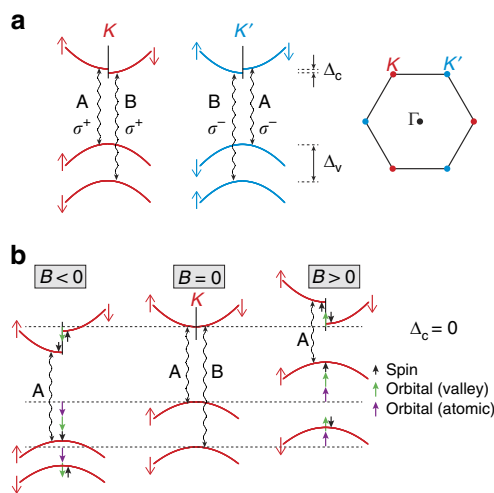 a
K
K′
A
B
σ⁺
σ⁺
B
A
σ⁻
σ⁻
Δc
Δv
K
K′
Γ
b
B < 0
B = 0
B > 0
K
Δc = 0
A
A
B
A
Spin
Orbital (valley)
Orbital (atomic)